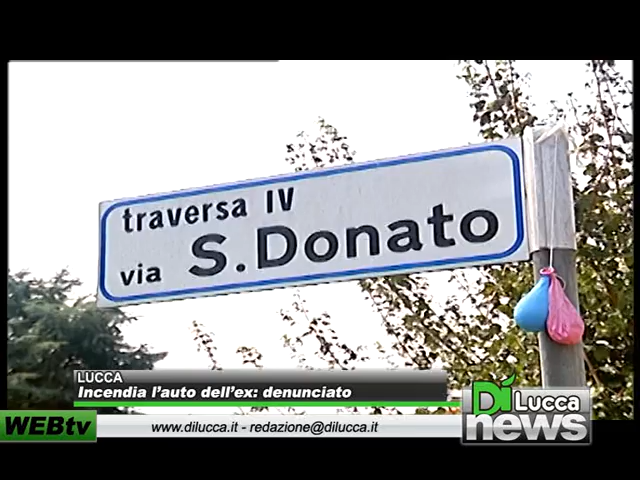 traversa IV
via S.Donato
LUCCA
Incendia l'auto dell'ex: denunciato
WEBtv
www.dilucca.it - redazione@dilucca.it
Dì LUCCA
news